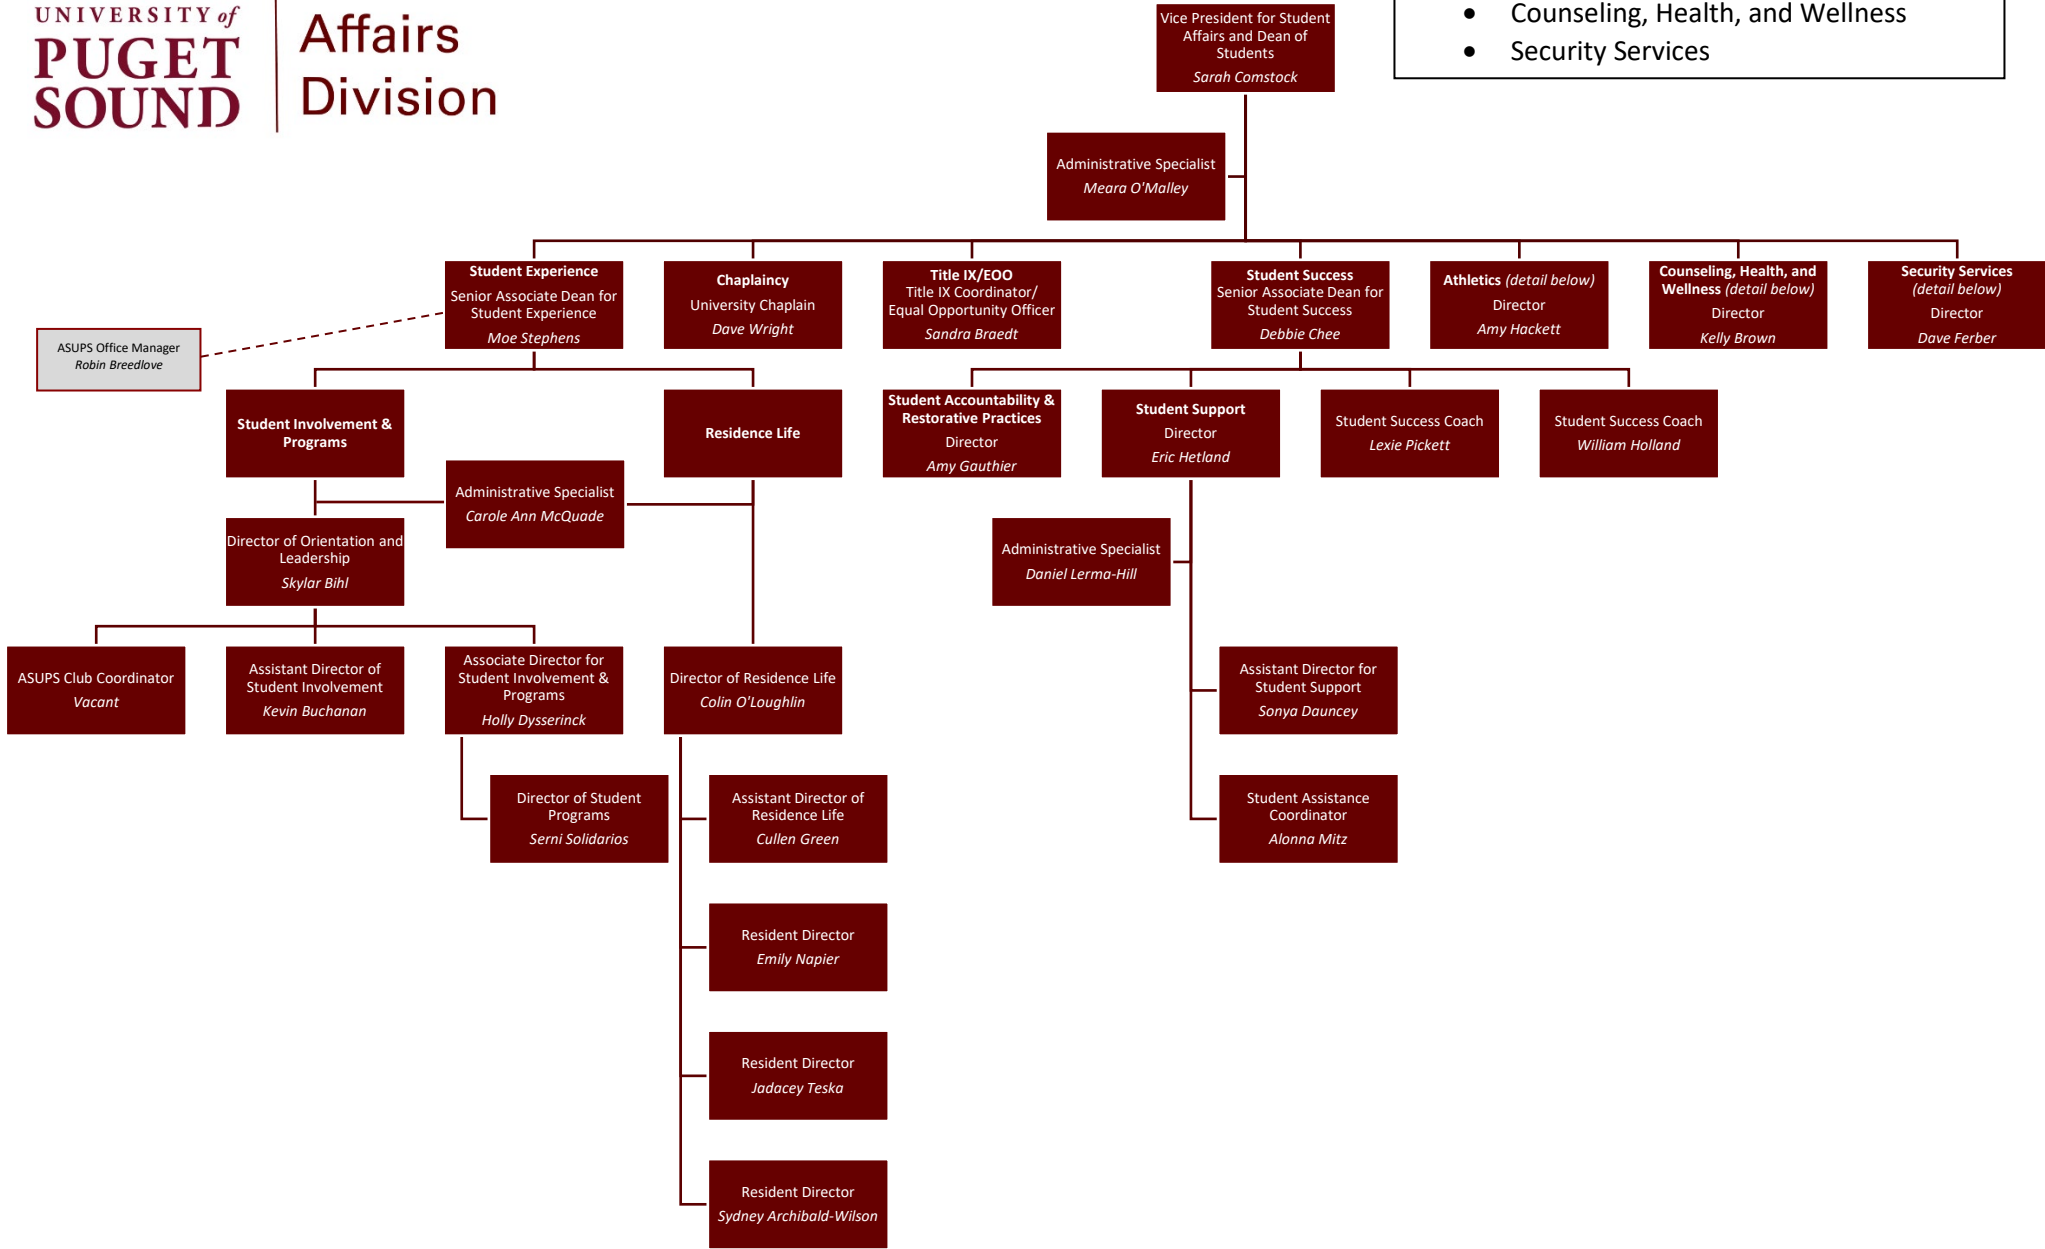 UNIVERSITY of
PUGET
SOUND
Affairs
Division
• Counseling, Health, and Wellness
• Security Services
Vice President for Student
Affairs and Dean of
Students
Sarah Comstock
Administrative Specialist
Meara O'Malley
Student Experience
Senior Associate Dean for
Student Experience
Moe Stephens
Chaplaincy
University Chaplain
Dave Wright
Title IX/EOO
Title IX Coordinator/
Equal Opportunity Officer
Sandra Braedt
Student Success
Senior Associate Dean for
Student Success
Debbie Chee
Athletics (detail below)
Director
Amy Hackett
Counseling, Health, and
Wellness (detail below)
Director
Kelly Brown
Security Services
(detail below)
Director
Dave Ferber
ASUPS Office Manager
Robin Breedlove
Student Involvement &
Programs
Residence Life
Student Accountability &
Restorative Practices
Director
Amy Gauthier
Student Support
Director
Eric Hetland
Student Success Coach
Lexie Pickett
Student Success Coach
William Holland
Administrative Specialist
Carole Ann McQuade
Director of Orientation and
Leadership
Skylar Bihl
Administrative Specialist
Daniel Lerma-Hill
ASUPS Club Coordinator
Vacant
Assistant Director of
Student Involvement
Kevin Buchanan
Associate Director for
Student Involvement &
Programs
Holly Dysserinck
Director of Residence Life
Colin O'Loughlin
Assistant Director for
Student Support
Sonya Dauncey
Director of Student
Programs
Serni Solidarios
Assistant Director of
Residence Life
Cullen Green
Student Assistance
Coordinator
Alonna Mitz
Resident Director
Emily Napier
Resident Director
Jadacey Teska
Resident Director
Sydney Archibald-Wilson